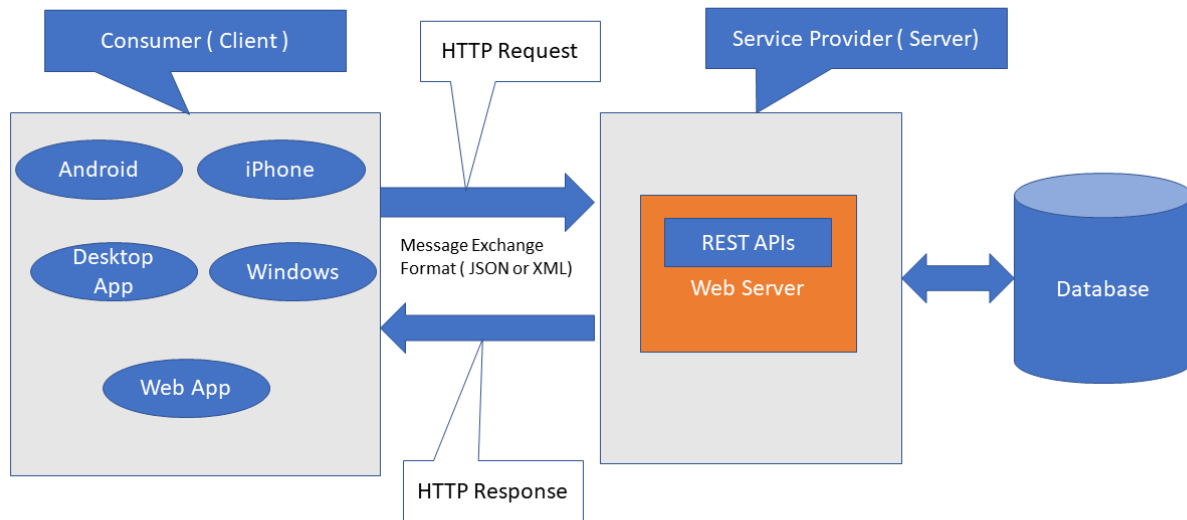 Consumer ( Client )
HTTP Request
Service Provider ( Server)
Android
iPhone
Desktop
App
Windows
Web App
Message Exchange
Format ( JSON or XML)
HTTP Response
REST APIs
Web Server
Database